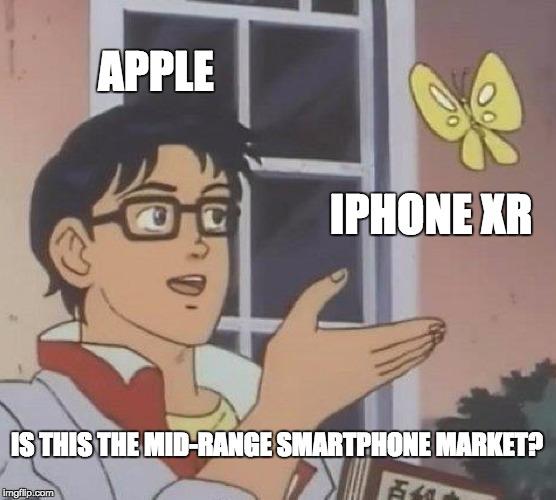 APPLE
IPHONE XR
IS THIS THE MID-RANGE SMARTPHONE MARKET?
imgflip.com